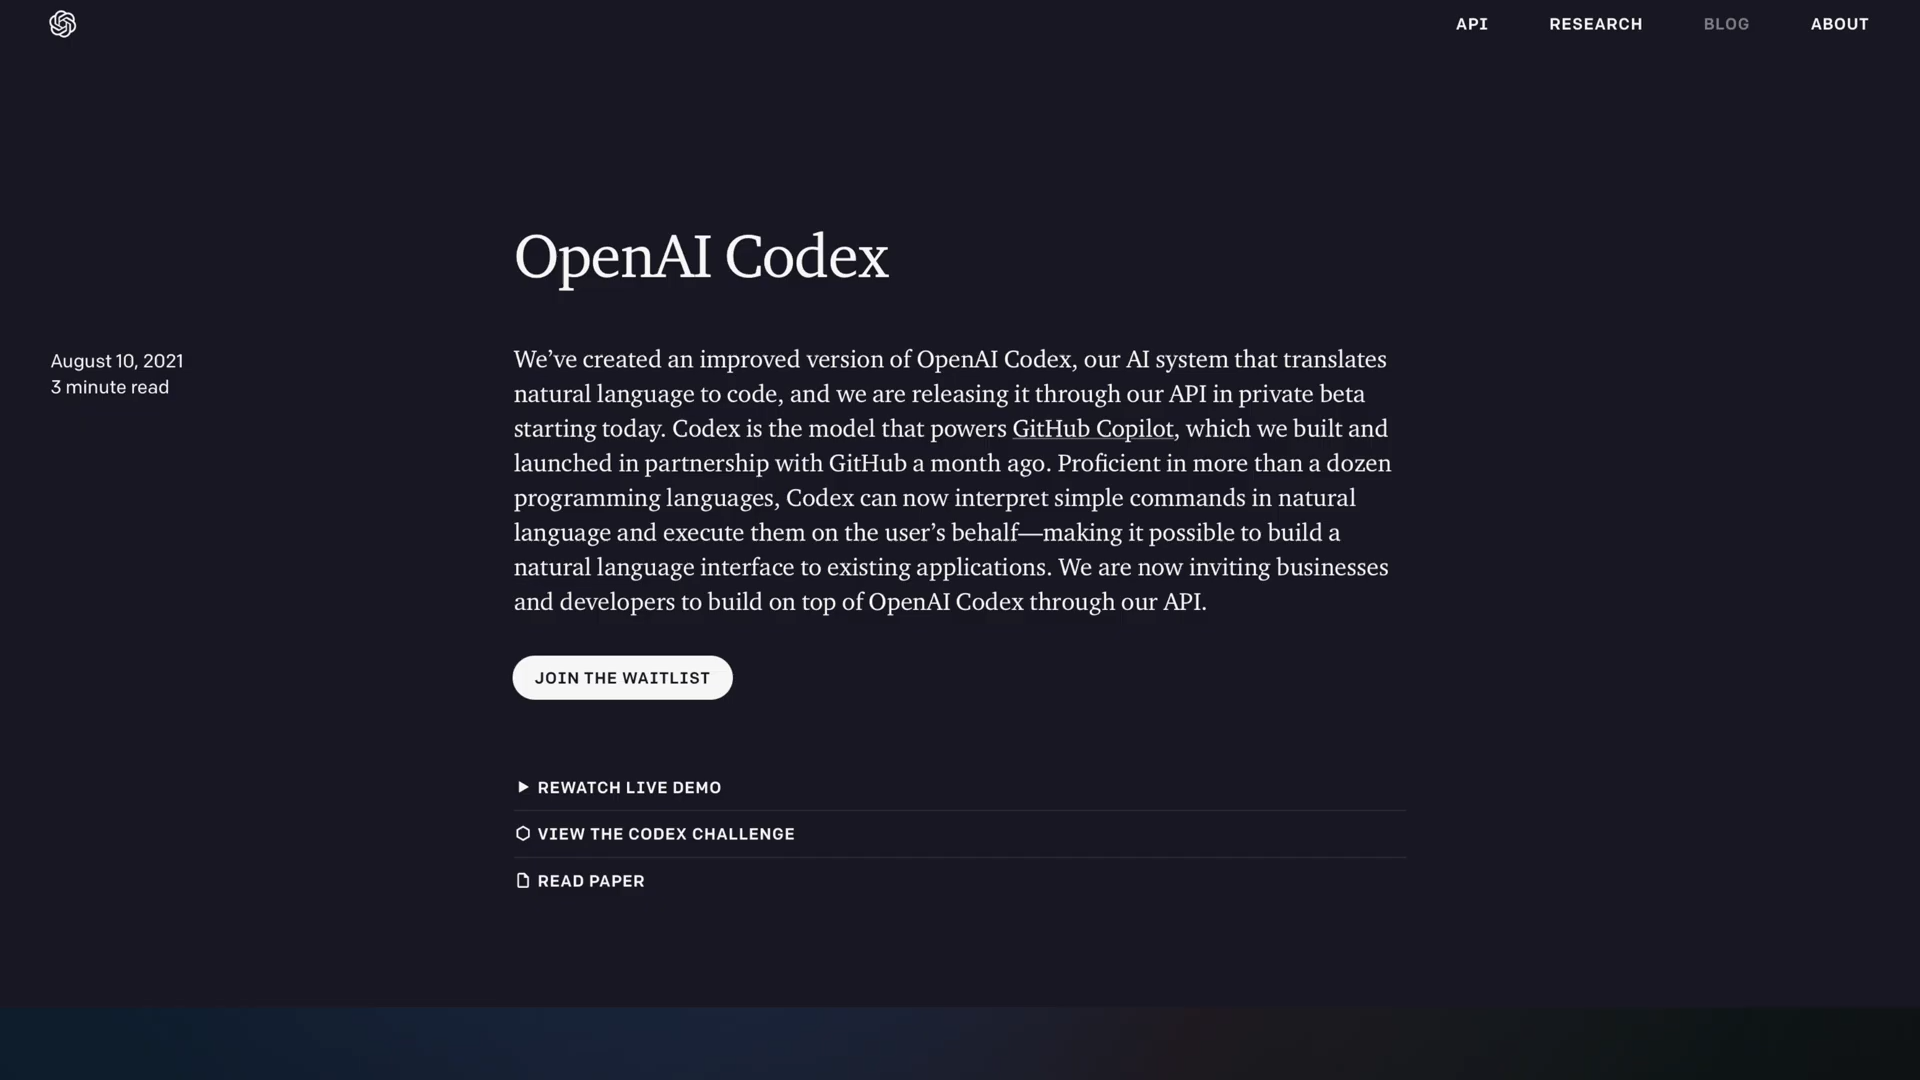 API RESEARCH BLOG ABOUT
OpenAI Codex
August 10, 2021
3 minute read
We’ve created an improved version of OpenAI Codex, our AI system that translates
natural language to code, and we are releasing it through our API in private beta
starting today. Codex is the model that powers GitHub Copilot, which we built and
launched in partnership with GitHub a month ago. Proficient in more than a dozen
programming languages, Codex can now interpret simple commands in natural
language and execute them on the user’s behalf—making it possible to build a
natural language interface to existing applications. We are now inviting businesses
and developers to build on top of OpenAI Codex through our API.
JOIN THE WAITLIST
REWATCH LIVE DEMO
VIEW THE CODEX CHALLENGE
READ PAPER